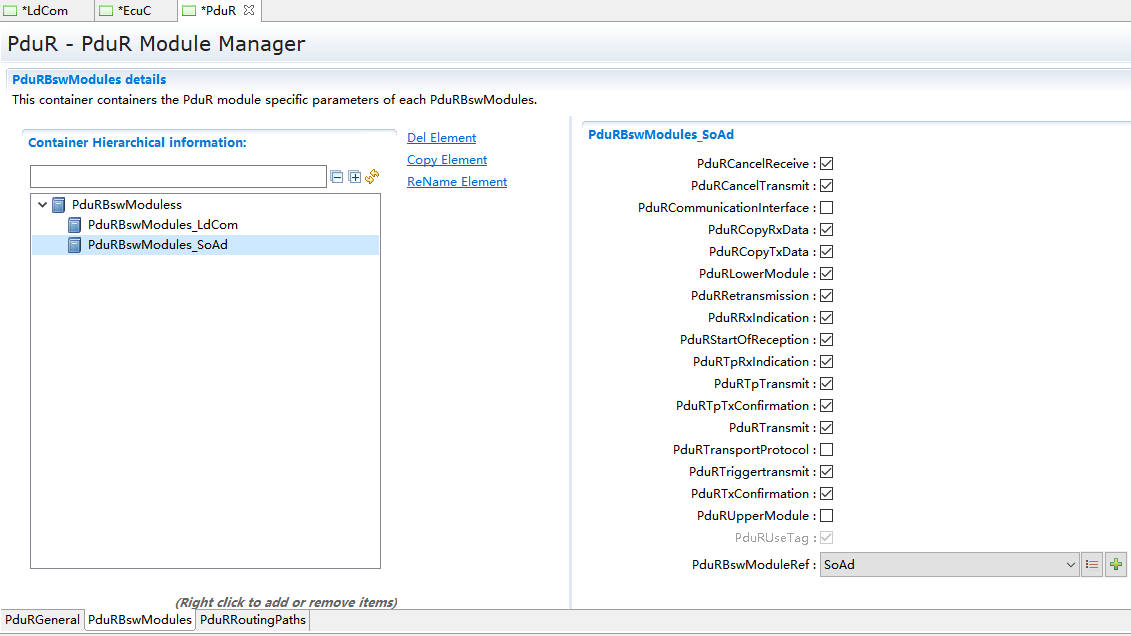 *LdCom *EcuC *PduR
PduR - PduR Module Manager
PduRBswModules details
This container containers the PduR module specific parameters of each PduRBswModules.
Container Hierarchical information:
Del Element
Copy Element
ReName Element
PduRBswModuless
PduRBswModules_LdCom
PduRBswModules_SoAd
(Right click to add or remove items)
PduRBswModules_SoAd
PduRCancelReceive :
PduRCancelTransmit :
PduRCommunicationInterface :
PduRCopyRxData :
PduRCopyTxData :
PduRLowerModule :
PduRRetransmission :
PduRRxIndication :
PduRStartOfReception :
PduRTpRxIndication :
PduRTpTransmit :
PduRTpTxConfirmation :
PduRTransmit :
PduRTransportProtocol :
PduRTriggertransmit :
PduRTxConfirmation :
PduRUpperModule :
PduRUseTag :
PduRBswModuleRef : SoAd
PduRGeneral PduRBswModules PduRRoutingPaths